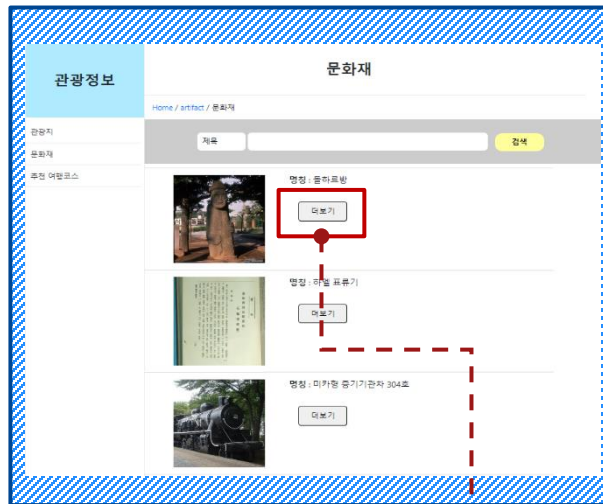 관광정보
문화재
Home / artifact / 문화재
관광지
문화재
추천 여행코스
제목
검색
명칭 : 돌하르방
더보기
명칭 : 하멜 표류기
더보기
명칭 : 미카형 증기기관차 304호
더보기